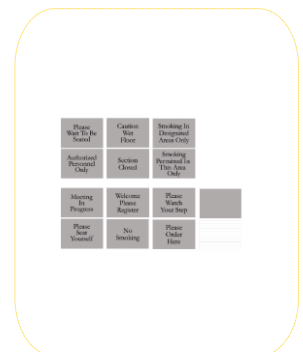 Please
Wait To Be
Seated
Caution
Wet
Floor
Smoking In
Designated
Areas Only
Authorized
Personnel
Only
Section
Closed
Smoking
Permitted In
This Area
Only
Meeting
In
Progress
Welcome
Please
Register
Please
Watch
Your Step
Please
Seat
Yourself
No
Smoking
Please
Order
Here